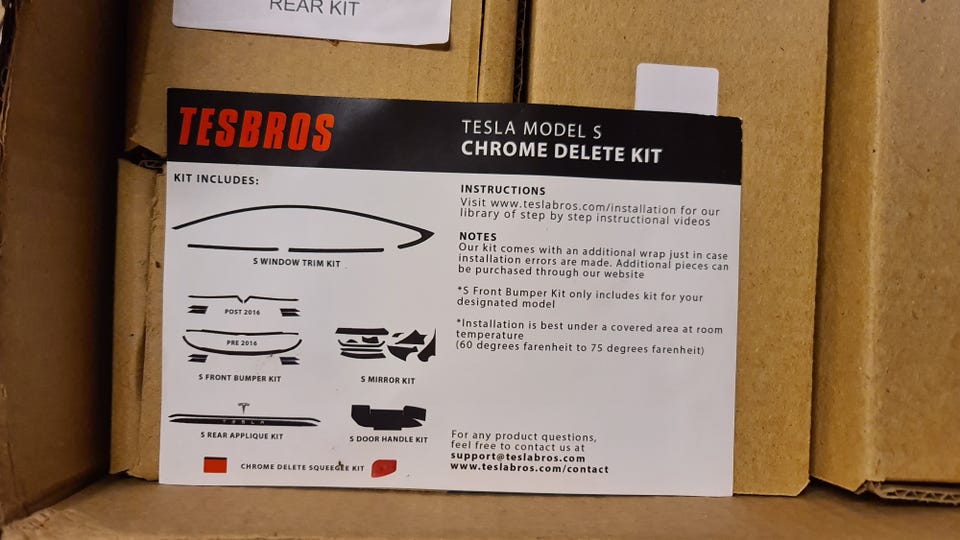 REAR KIT
TESBROS
TESLA MODEL S
CHROME DELETE KIT
KIT INCLUDES:
S WINDOW TRIM KIT
POST 2016
PRE 2016
S FRONT BUMPER KIT
S MIRROR KIT
TESLA
S REAR APPLIQUE KIT
S DOOR HANDLE KIT
CHROME DELETE SQUEEGEE KIT
INSTRUCTIONS
Visit www.teslabros.com/installation for our
library of step by step instructional videos
NOTES
Our kit comes with an additional wrap just in case
installation errors are made. Additional pieces can
be purchased through our website
*S Front Bumper Kit only includes kit for your
designated model
*Installation is best under a covered area at room
temperature
(60 degrees farenheit to 75 degrees farenheit)
For any product questions,
feel free to contact us at
support@teslabros.com
www.teslabros.com/contact